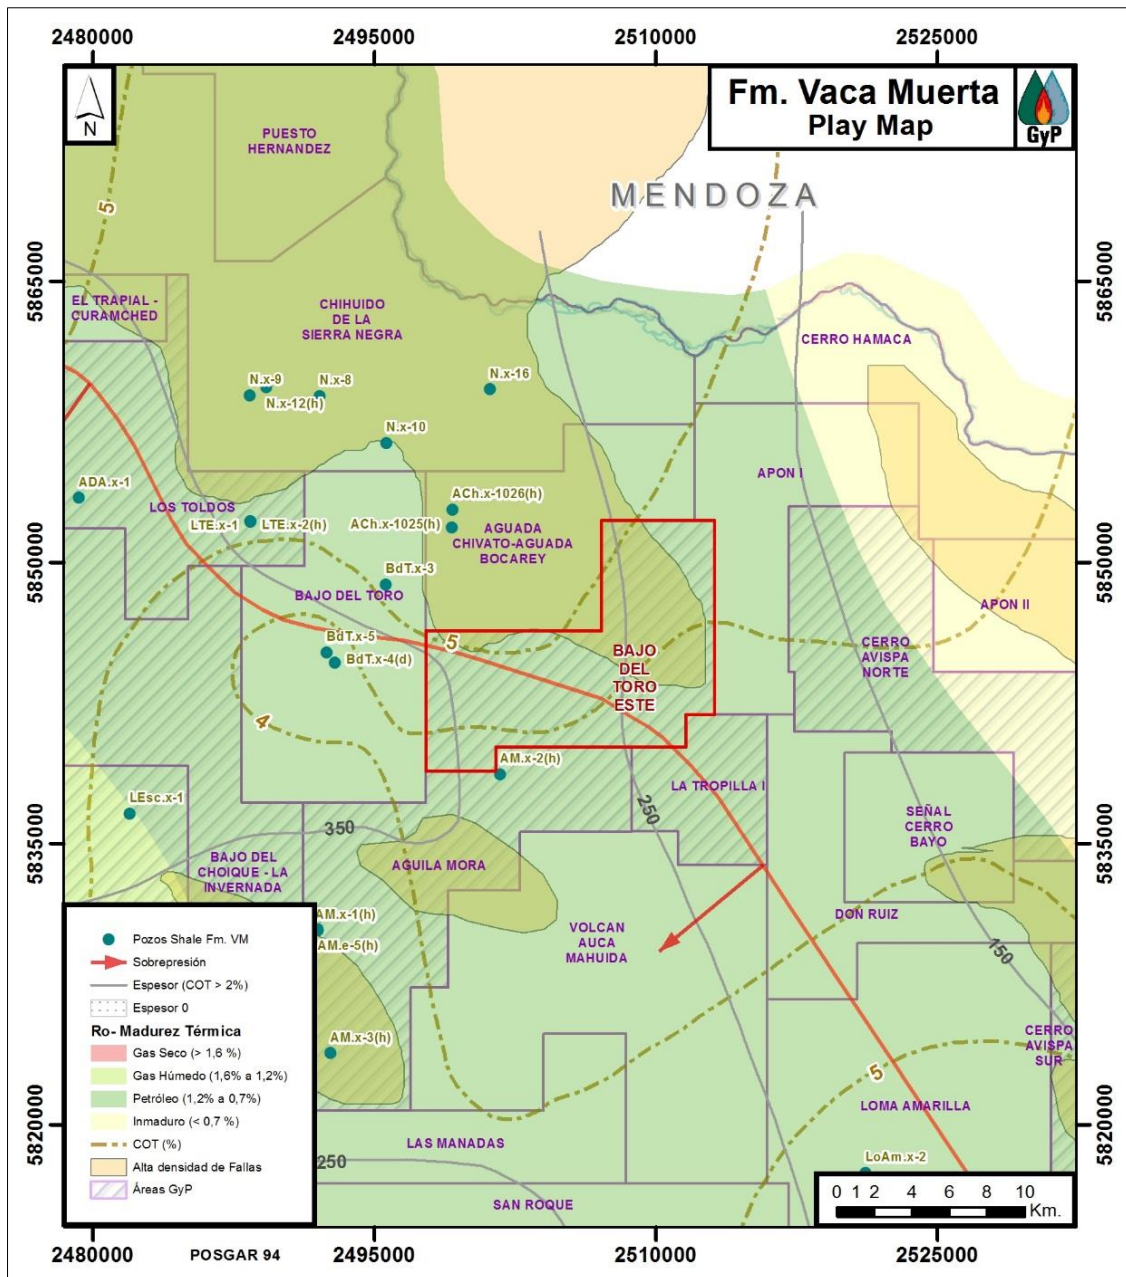 2480000
2495000
2510000
2525000
Fm. Vaca Muerta
Play Map
GyP
N
PUESTO
HERNANDEZ
MENDOZA
5
5865000
5865000
EL TRAPIAL -
CURAMCHED
CHIHUIDO
DE LA
SIERRA NEGRA
CERRO HAMACA
N.x-9
N.x-8
N.x-16
N.x-12(h)
N.x-10
APON I
ADA.x-1
LOS TOLDOS
ACh.x-1026(h)
LTE.x-1
LTE.x-2(h)
ACh.x-1025(h)
AGUADA
CHIVATO-AGUADA
BOCAREY
5850000
5850000
BdT.x-3
BAJO DEL TORO
APON II
BdT.x-5
BdT.x-4(d)
5
BAJO
DEL
TORO
ESTE
CERRO
AVISPA
NORTE
4
AM.x-2(h)
LA TROPILLA I
LEsc.x-1
250
350
SEÑAL
CERRO
BAYO
5835000
5835000
BAJO DEL
CHOIQUE - LA
INVERNADA
AGUILA MORA
DON RUIZ
AM.x-1(h)
AM.e-5(h)
VOLCAN
AUCA
MAHUIDA
150
AM.x-3(h)
CERRO
AVISPA
SUR
5
LOMA AMARILLA
5820000
5820000
LAS MANADAS
250
LoAm.x-2
SAN ROQUE
Pozos Shale Fm. VM
Sobrepresión
Espesor (COT > 2%)
Espesor 0
Ro- Madurez Térmica
Gas Seco (> 1,6 %)
Gas Húmedo (1,6% a 1,2%)
Petróleo (1,2% a 0,7%)
Inmaduro (< 0,7 %)
COT (%)
Alta densidad de Fallas
Áreas GyP
0 1 2 4 6 8 10
Km.
POSGAR 94
2480000
2495000
2510000
2525000